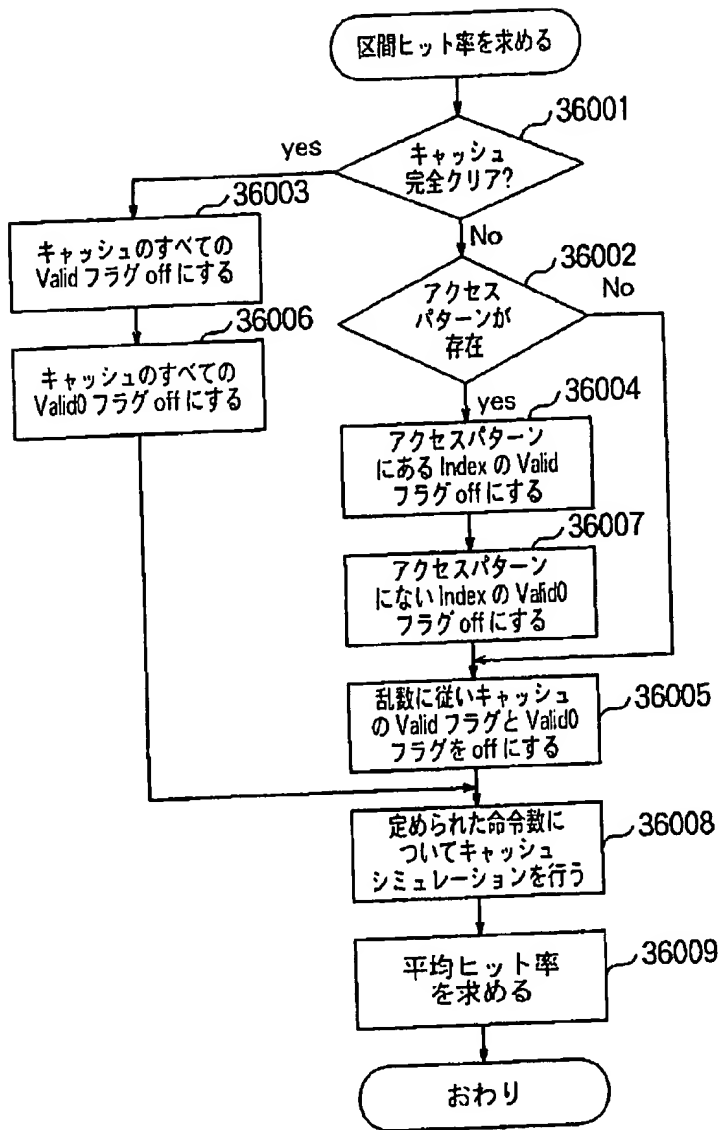 区間ヒット率を求める
36001
yes
キャッシュ
完全クリア?
36003
No
キャッシュのすべての
Valid フラグ off にする
36002
アクセス
パターンが
存在
No
36006
キャッシュのすべての
Valid0 フラグ off にする
yes
36004
アクセスパターン
にある Index の Valid
フラグ off にする
36007
アクセスパターン
にない Index の Valid0
フラグ off にする
乱数に従いキャッシュ
の Valid フラグと Valid0
フラグを off にする
36005
定められた命令数に
ついてキャッシュ
シミュレーションを行う
36008
平均ヒット率
を求める
36009
おわり